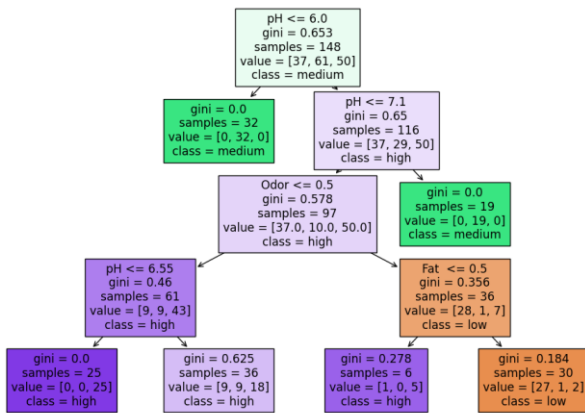 pH <= 6.0
gini = 0.653
samples = 148
value = [37, 61, 50]
class = medium
gini = 0.0
samples = 32
value = [0, 32, 0]
class = medium
pH <= 7.1
gini = 0.65
samples = 116
value = [37, 29, 50]
class = high
Odor <= 0.5
gini = 0.578
samples = 97
value = [37.0, 10.0, 50.0]
class = high
gini = 0.0
samples = 19
value = [0, 19, 0]
class = medium
pH <= 6.55
gini = 0.46
samples = 61
value = [9, 9, 43]
class = high
Fat <= 0.5
gini = 0.356
samples = 36
value = [28, 1, 7]
class = low
gini = 0.0
samples = 25
value = [0, 0, 25]
class = high
gini = 0.625
samples = 36
value = [9, 9, 18]
class = high
gini = 0.278
samples = 6
value = [1, 0, 5]
class = high
gini = 0.184
samples = 30
value = [27, 1, 2]
class = low